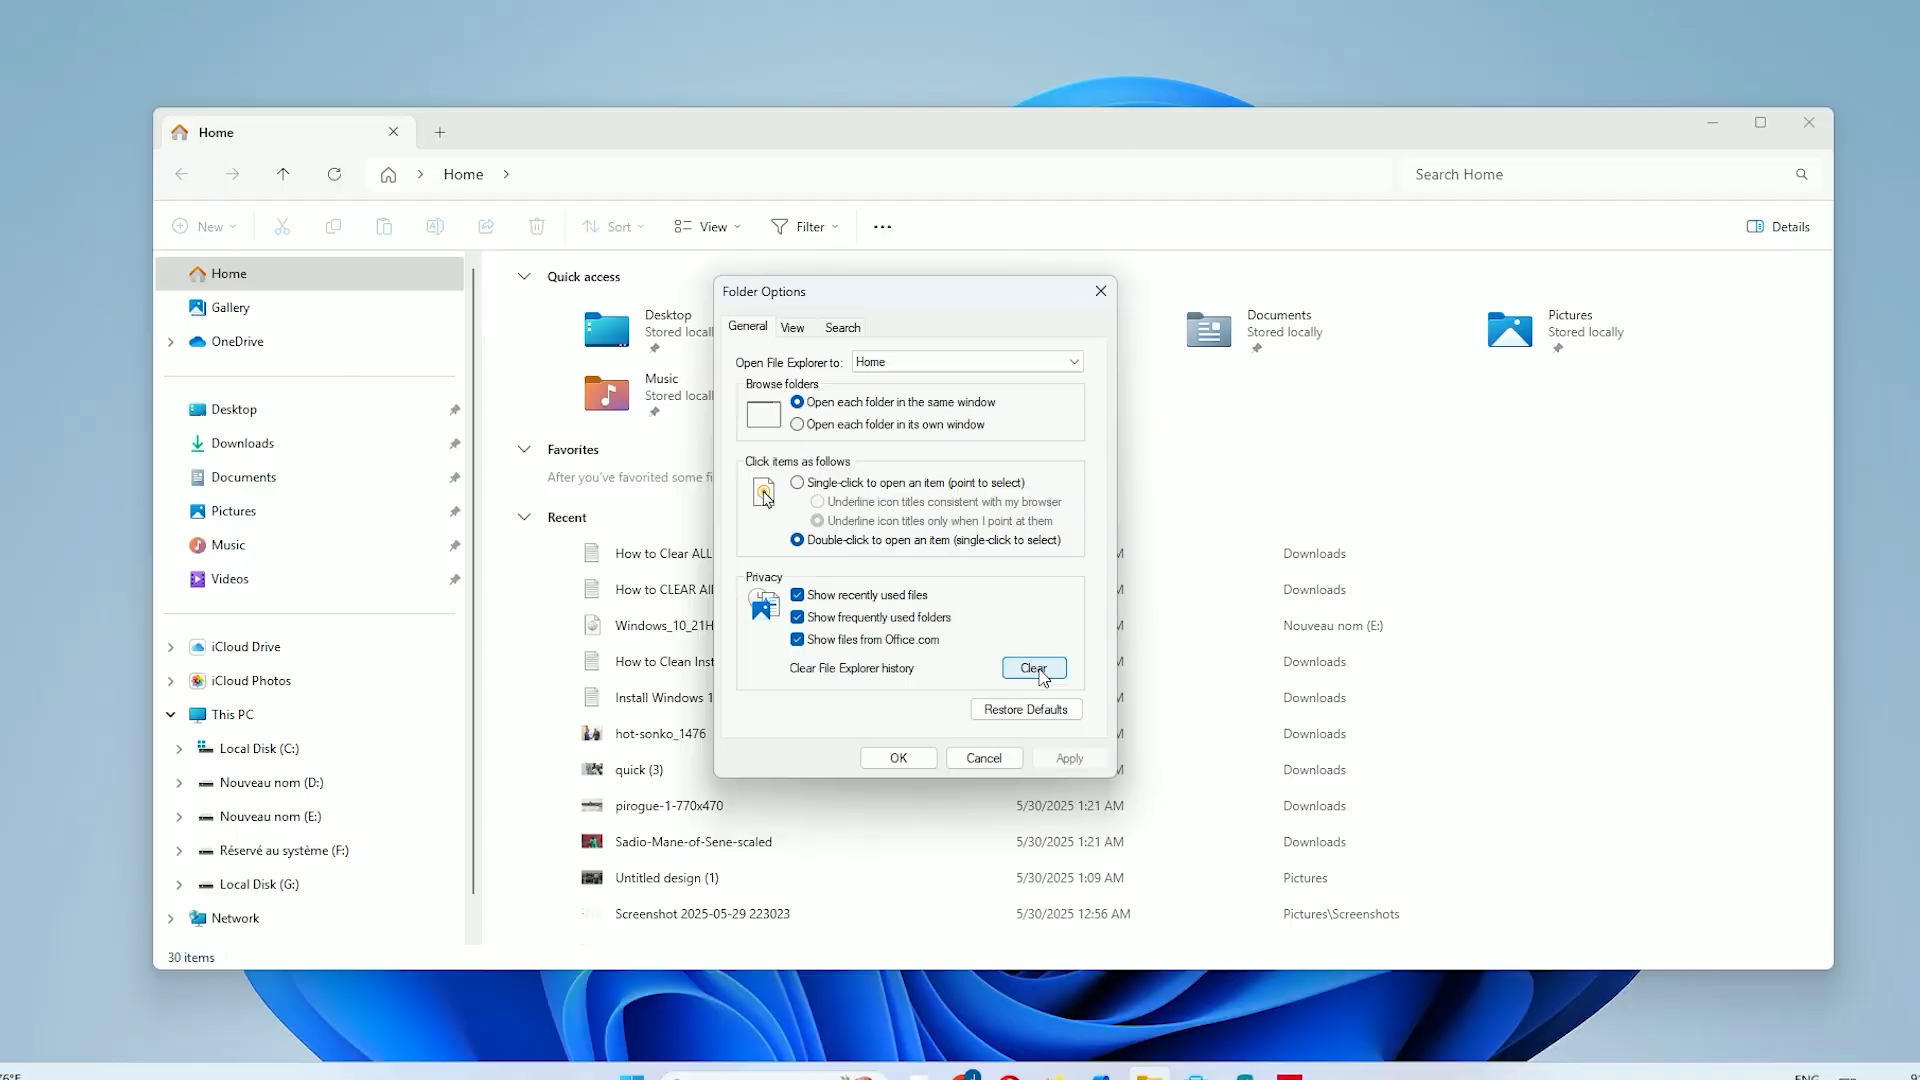 Home
Home
Search Home
New
Sort
View
Filter
Details
Home
Gallery
OneDrive
Desktop
Downloads
Documents
Pictures
Music
Videos
iCloud Drive
iCloud Photos
This PC
Local Disk (C:)
Nouveau nom (D:)
Nouveau nom (E:)
Réservé au système (F:)
Local Disk (G:)
Network
30 items
Quick access
Desktop
Stored locall
Music
Stored locall
Documents
Stored locally
Pictures
Stored locally
Favorites
After you've favorited some fi
Recent
How to Clear ALL
Downloads
How to CLEAR All
Downloads
Windows_10_21H
Nouveau nom (E:)
How to Clean Inst
Downloads
Install Windows 1
Downloads
hot-sonko_1476
Downloads
quick (3)
Downloads
pirogue-1-770x470 5/30/2025 1:21 AM Downloads
Sadio-Mane-of-Sene-scaled 5/30/2025 1:21 AM Downloads
Untitled design (1) 5/30/2025 1:09 AM Pictures
Screenshot 2025-05-29 223023 5/30/2025 12:56 AM Pictures\Screenshots
Folder Options
General View Search
Open File Explorer to: Home
Browse folders
Open each folder in the same window
Open each folder in its own window
Click items as follows
Single-click to open an item (point to select)
Underline icon titles consistent with my browser
Underline icon titles only when I point at them
Double-click to open an item (single-click to select)
Privacy
Show recently used files
Show frequently used folders
Show files from Office.com
Clear File Explorer history Clear
Restore Defaults
OK Cancel Apply